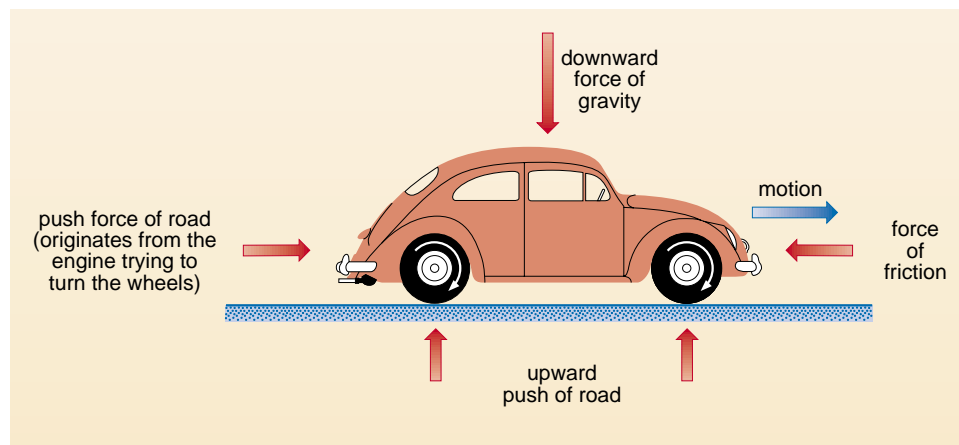 downward
force of
gravity
motion
push force of road
(originates from the
engine trying to
turn the wheels)
force
of
friction
upward
push of road